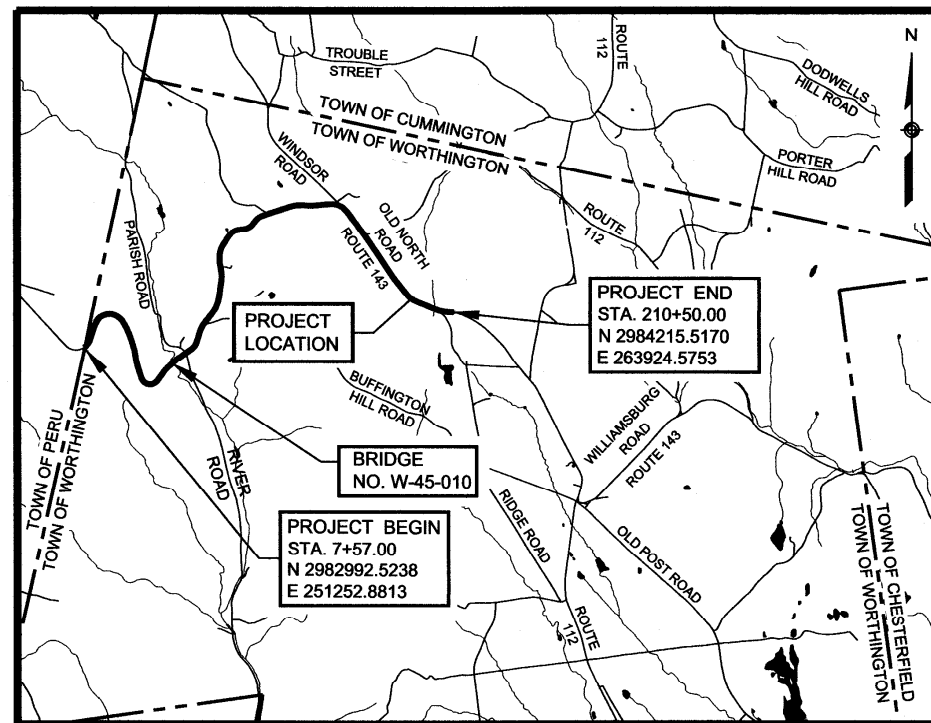 TROUBLE
STREET
ROUTE
112
DODWELLS
HILL ROAD
N
TOWN OF CUMMINGTON
TOWN OF WORTHINGTON
WINDSOR
ROAD
PORTER
HILL ROAD
PARISH ROAD
OLD NORTH
ROAD
ROUTE 143
ROUTE
112
PROJECT
LOCATION
PROJECT END
STA. 210+50.00
N 2984215.5170
E 263924.5753
BUFFINGTON
HILL ROAD
WILLIAMSBURG
ROAD
ROUTE 143
TOWN OF PERU
TOWN OF WORTHINGTON
RIVER
ROAD
BRIDGE
NO. W-45-010
PROJECT BEGIN
STA. 7+57.00
N 2982992.5238
E 251252.8813
RIDGE ROAD
OLD POST ROAD
ROUTE
112
TOWN OF CHESTERFIELD
TOWN OF WORTHINGTON